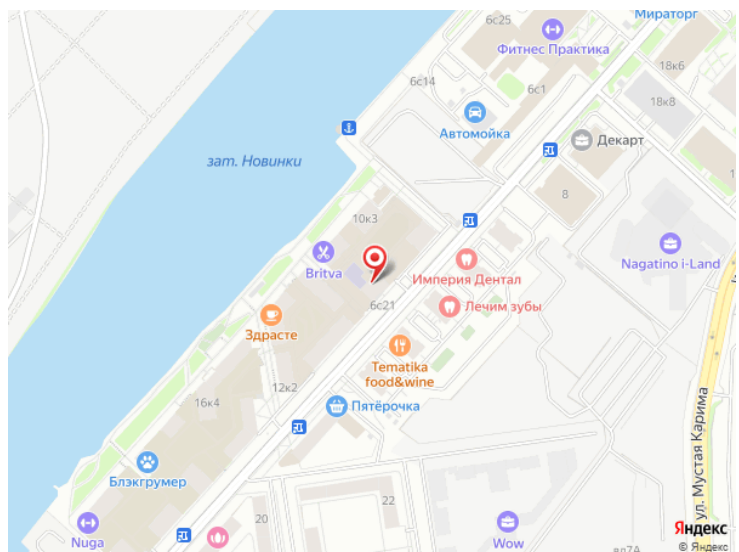 Мираторг
6с25
Фитнес Практика
18к6
6с14
6с1
18к8
Автомойка
Декарт
зат. Новинки
8
10к3
Britva
Империя Дентал
Nagatino i-Land
6с21
Лечим зубы
Здрасте
Tematika
food&wine
12к2
16к4
Пятёрочка
ул. Мустая Карима
Блэкгрумер
22
20
Nuga
Wow
вл7А
Яндекс
© Яндекс